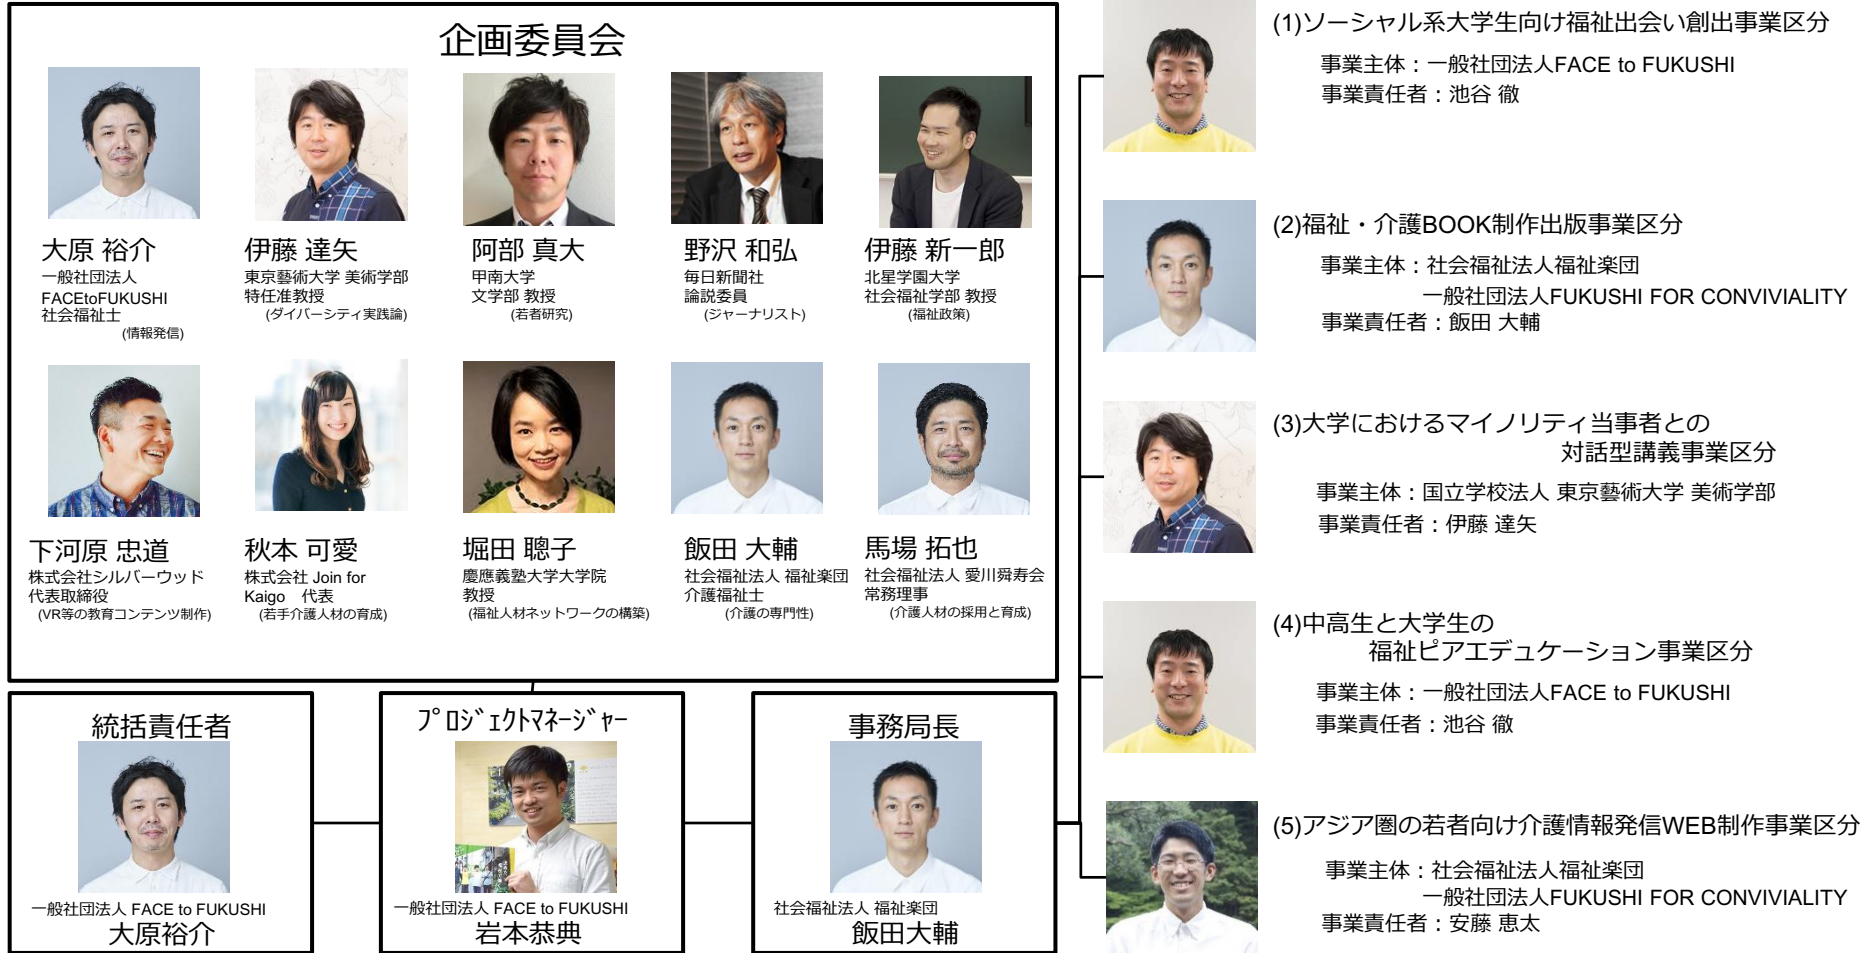 企画委員会
大原 裕介
一般社団法人
FACEtoFUKUSHI
社会福祉士
(情報発信)
伊藤 達矢
東京藝術大学 美術学部
特任准教授
(ダイバーシティ実践論)
阿部 真大
甲南大学
文学部 教授
(若者研究)
野沢 和弘
毎日新聞社
論説委員
(ジャーナリスト)
伊藤 新一郎
北星学園大学
社会福祉学部 教授
(福祉政策)
下河原 忠道
株式会社シルバーウッド
代表取締役
(VR等の教育コンテンツ制作)
秋本 可愛
株式会社 Join for
Kaigo 代表
(若手介護人材の育成)
堀田 聰子
慶應義塾大学大学院
教授
(福祉人材ネットワークの構築)
飯田 大輔
社会福祉法人 福祉楽団
介護福祉士
(介護の専門性)
馬場 拓也
社会福祉法人 愛川舜寿会
常務理事
(介護人材の採用と育成)
統括責任者
一般社団法人 FACE to FUKUSHI
大原裕介
ﾌﾟﾛｼﾞｪｸﾄﾏﾈｰｼﾞｬｰ
一般社団法人 FACE to FUKUSHI
岩本恭典
事務局長
社会福祉法人 福祉楽団
飯田大輔
(1)ソーシャル系大学生向け福祉出会い創出事業区分
事業主体：一般社団法人FACE to FUKUSHI
事業責任者：池谷 徹
(2)福祉・介護BOOK制作出版事業区分
事業主体：社会福祉法人福祉楽団
一般社団法人FUKUSHI FOR CONVIVIALITY
事業責任者：飯田 大輔
(3)大学におけるマイノリティ当事者との
対話型講義事業区分
事業主体：国立学校法人 東京藝術大学 美術学部
事業責任者：伊藤 達矢
(4)中高生と大学生の
福祉ピアエデュケーション事業区分
事業主体：一般社団法人FACE to FUKUSHI
事業責任者：池谷 徹
(5)アジア圏の若者向け介護情報発信WEB制作事業区分
事業主体：社会福祉法人福祉楽団
一般社団法人FUKUSHI FOR CONVIVIALITY
事業責任者：安藤 恵太